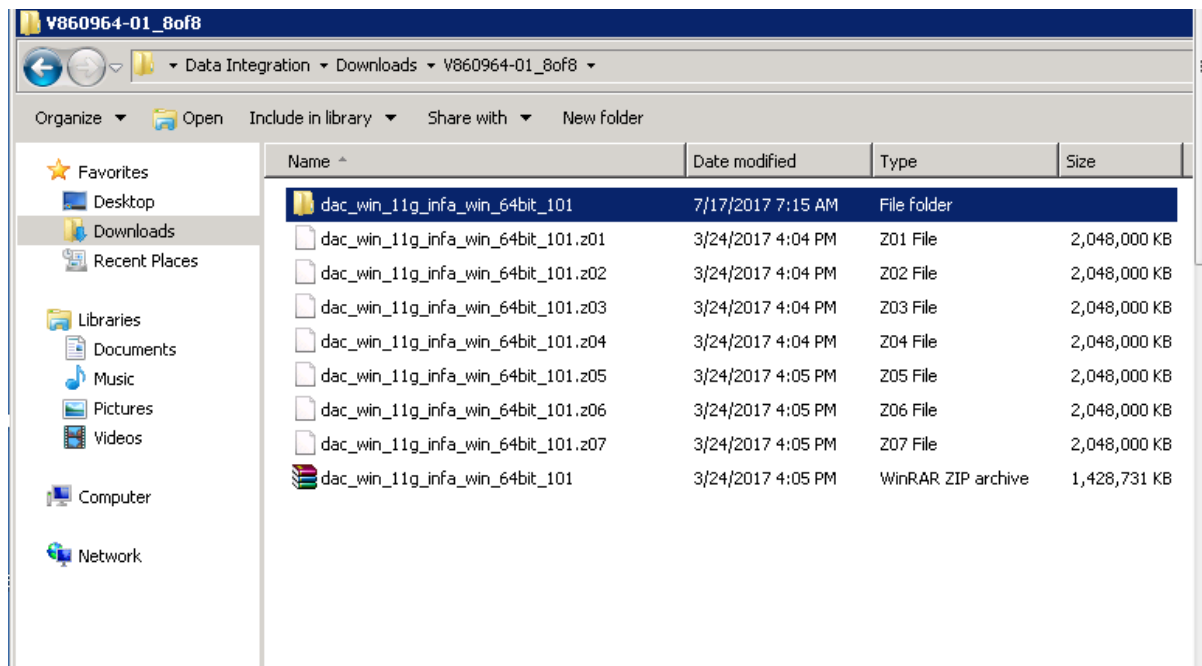 V860964-01_8of8
Data Integration Downloads V860964-01_8of8
Organize Open Include in library Share with New folder
Name Date modified Type Size
Favorites
Desktop
Downloads
Recent Places
Libraries
Documents
Music
Pictures
Videos
Computer
Network
dac_win_11g_infa_win_64bit_101 7/17/2017 7:15 AM File folder
dac_win_11g_infa_win_64bit_101.z01 3/24/2017 4:04 PM Z01 File 2,048,000 KB
dac_win_11g_infa_win_64bit_101.z02 3/24/2017 4:04 PM Z02 File 2,048,000 KB
dac_win_11g_infa_win_64bit_101.z03 3/24/2017 4:04 PM Z03 File 2,048,000 KB
dac_win_11g_infa_win_64bit_101.z04 3/24/2017 4:04 PM Z04 File 2,048,000 KB
dac_win_11g_infa_win_64bit_101.z05 3/24/2017 4:05 PM Z05 File 2,048,000 KB
dac_win_11g_infa_win_64bit_101.z06 3/24/2017 4:05 PM Z06 File 2,048,000 KB
dac_win_11g_infa_win_64bit_101.z07 3/24/2017 4:05 PM Z07 File 2,048,000 KB
dac_win_11g_infa_win_64bit_101 3/24/2017 4:05 PM WinRAR ZIP archive 1,428,731 KB